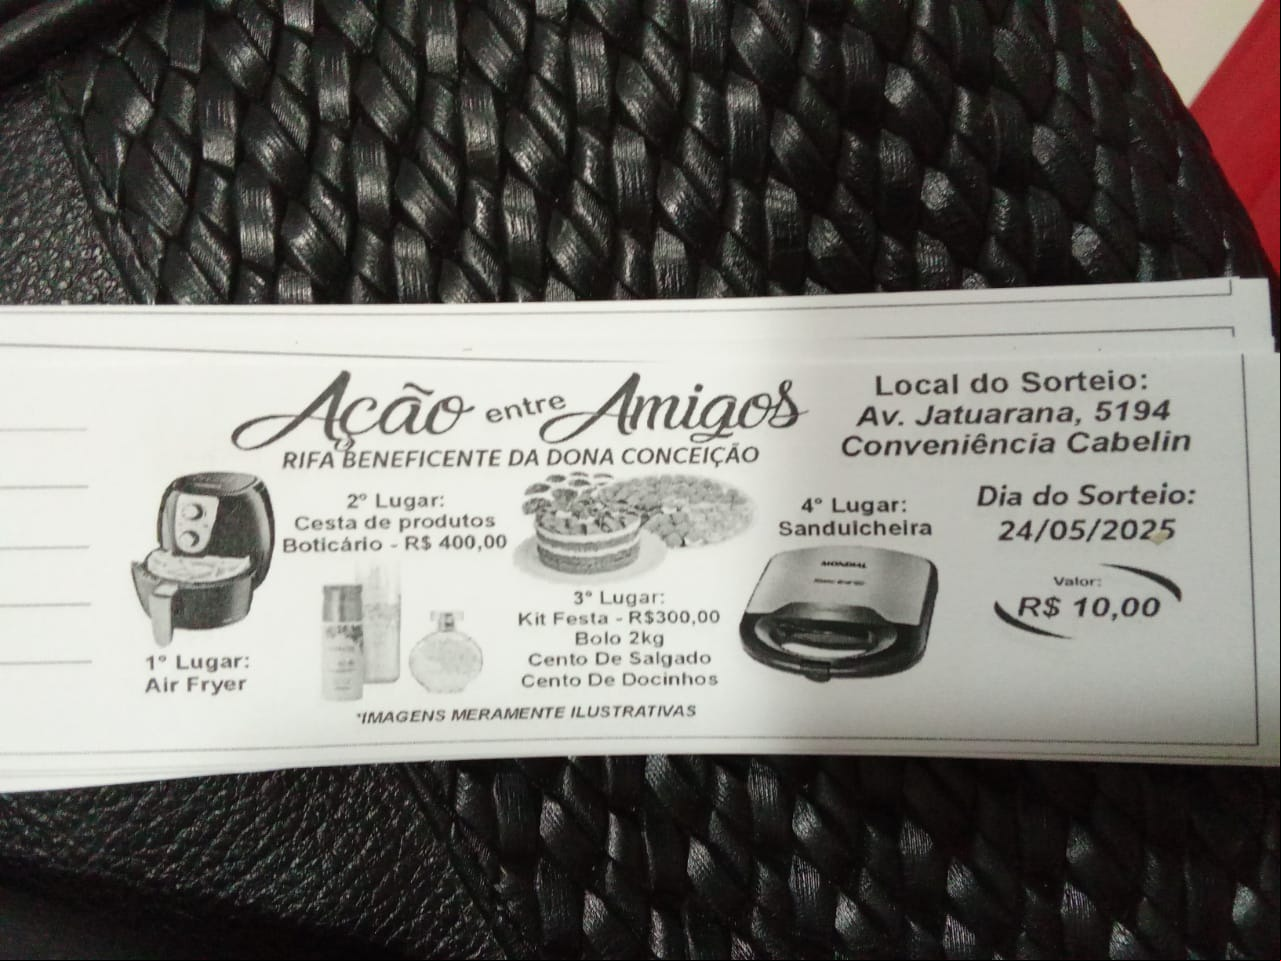 Ação entre Amigos
RIFA BENEFICENTE DA DONA CONCEIÇÃO
Local do Sorteio:
Av. Jatuarana, 5194
Conveniência Cabelin
Dia do Sorteio:
24/05/2025
Valor:
R$ 10,00
1º Lugar:
Air Fryer
2º Lugar:
Cesta de produtos
Boticário - R$ 400,00
3º Lugar:
Kit Festa - R$300,00
Bolo 2kg
Cento De Salgado
Cento De Docinhos
4º Lugar:
Sanduicheira
MONDIAL
*IMAGENS MERAMENTE ILUSTRATIVAS